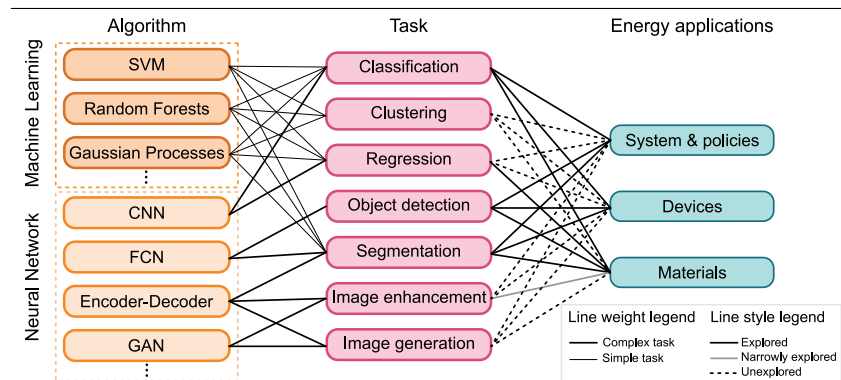 Algorithm
Task
Energy applications
Machine Learning
SVM
Random Forests
Gaussian Processes
⋮
Neural Network
CNN
FCN
Encoder-Decoder
GAN
⋮
Classification
Clustering
Regression
Object detection
Segmentation
Image enhancement
Image generation
System & policies
Devices
Materials
Line weight legend
Complex task
Simple task
Line style legend
Explored
Narrowly explored
Unexplored